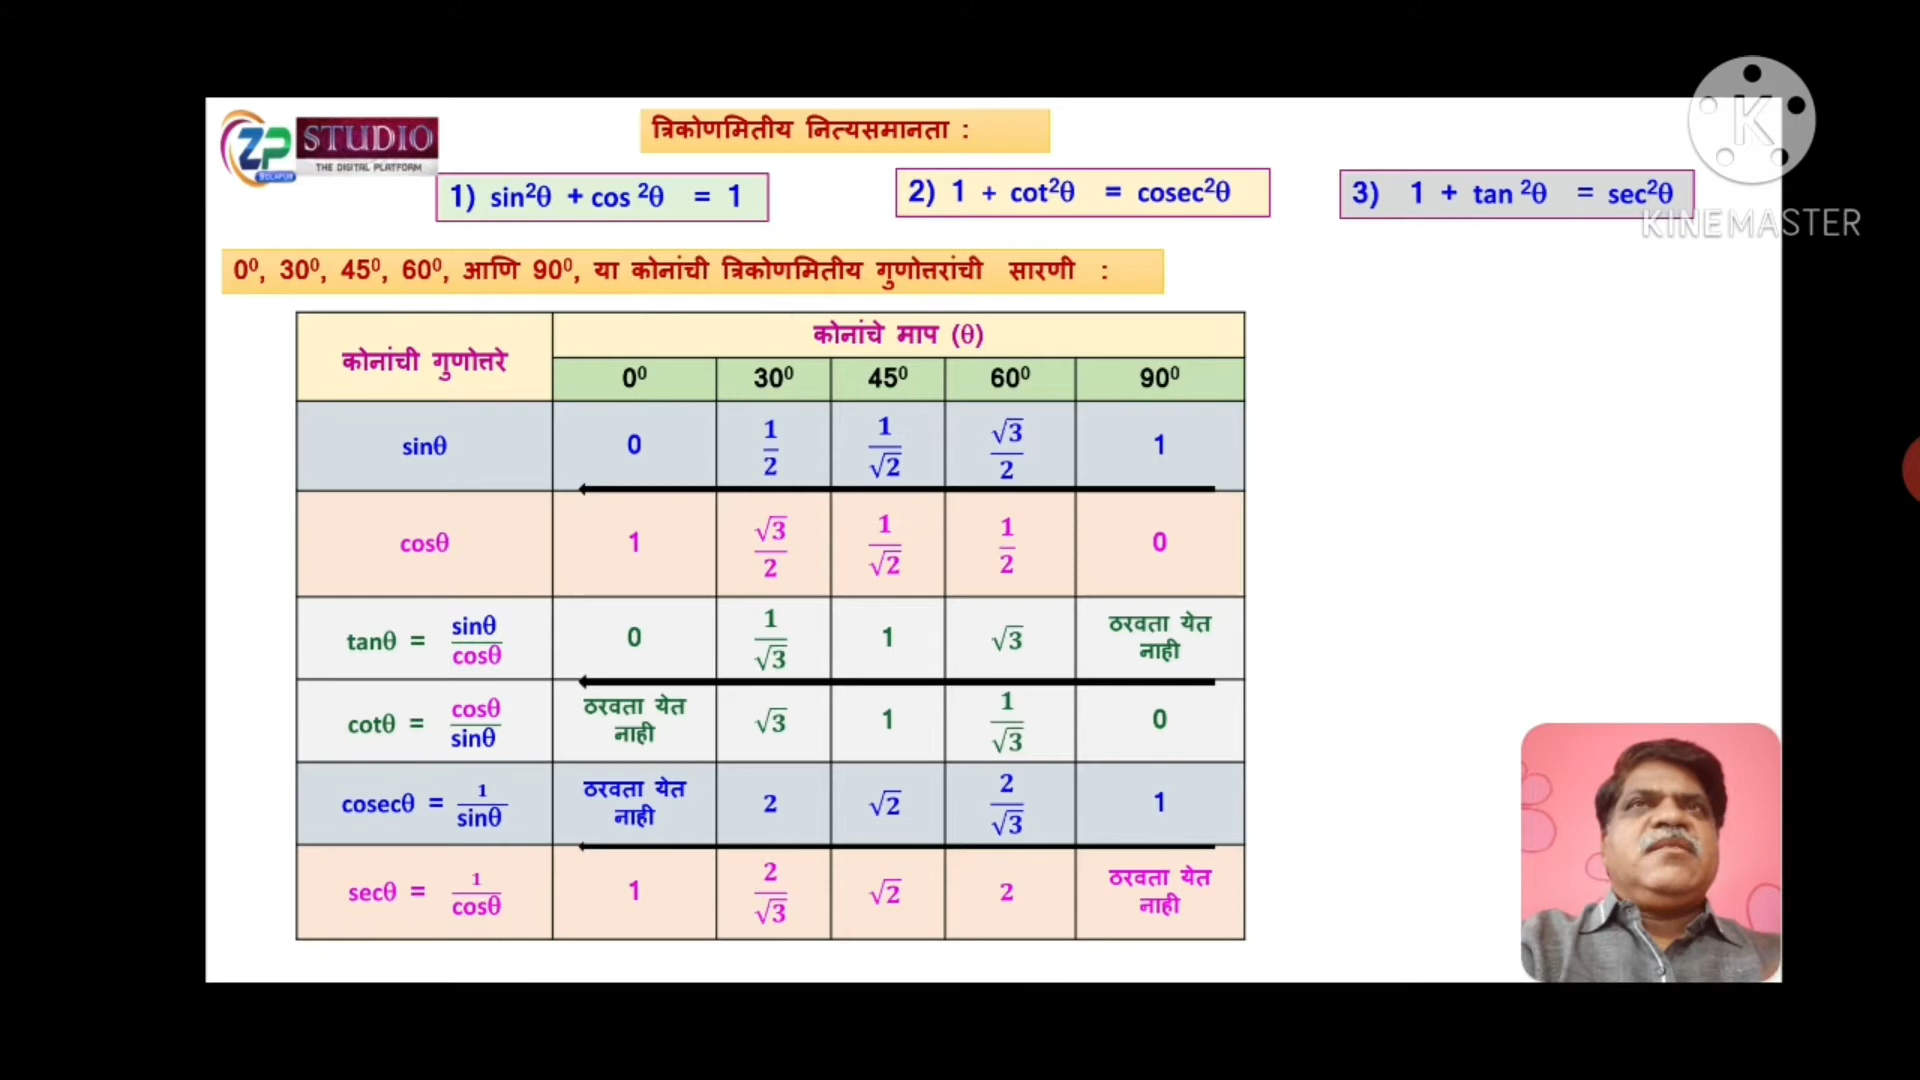 ZP STUDIO
SOLAPUR THE DIGITAL PLATFORM
K
KINEMASTER
त्रिकोणमितीय नित्यसमानता :
1) sin²θ + cos ²θ = 1
2) 1 + cot²θ = cosec²θ
3) 1 + tan ²θ = sec²θ
0⁰, 30⁰, 45⁰, 60⁰, आणि 90⁰, या कोनांची त्रिकोणमितीय गुणोत्तरांची सारणी :
कोनांची गुणोत्तरे
कोनांचे माप (θ)
0⁰ 30⁰ 45⁰ 60⁰ 90⁰
sinθ 0 1/2 1/√2 √3/2 1
cosθ 1 √3/2 1/√2 1/2 0
tanθ = sinθ/cosθ 0 1/√3 1 √3 ठरवता येत नाही
cotθ = cosθ/sinθ ठरवता येत नाही √3 1 1/√3 0
cosecθ = 1/sinθ ठरवता येत नाही 2 √2 2/√3 1
secθ = 1/cosθ 1 2/√3 √2 2 ठरवता येत नाही